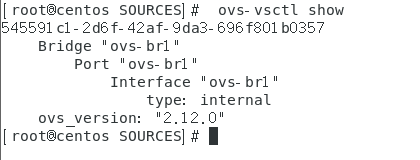 [root@centos SOURCES]# ovs-vsctl show
545591c1-2d6f-42af-9da3-696f801b0357
    Bridge "ovs-br1"
        Port "ovs-br1"
            Interface "ovs-br1"
                type: internal
    ovs_version: "2.12.0"
[root@centos SOURCES]#